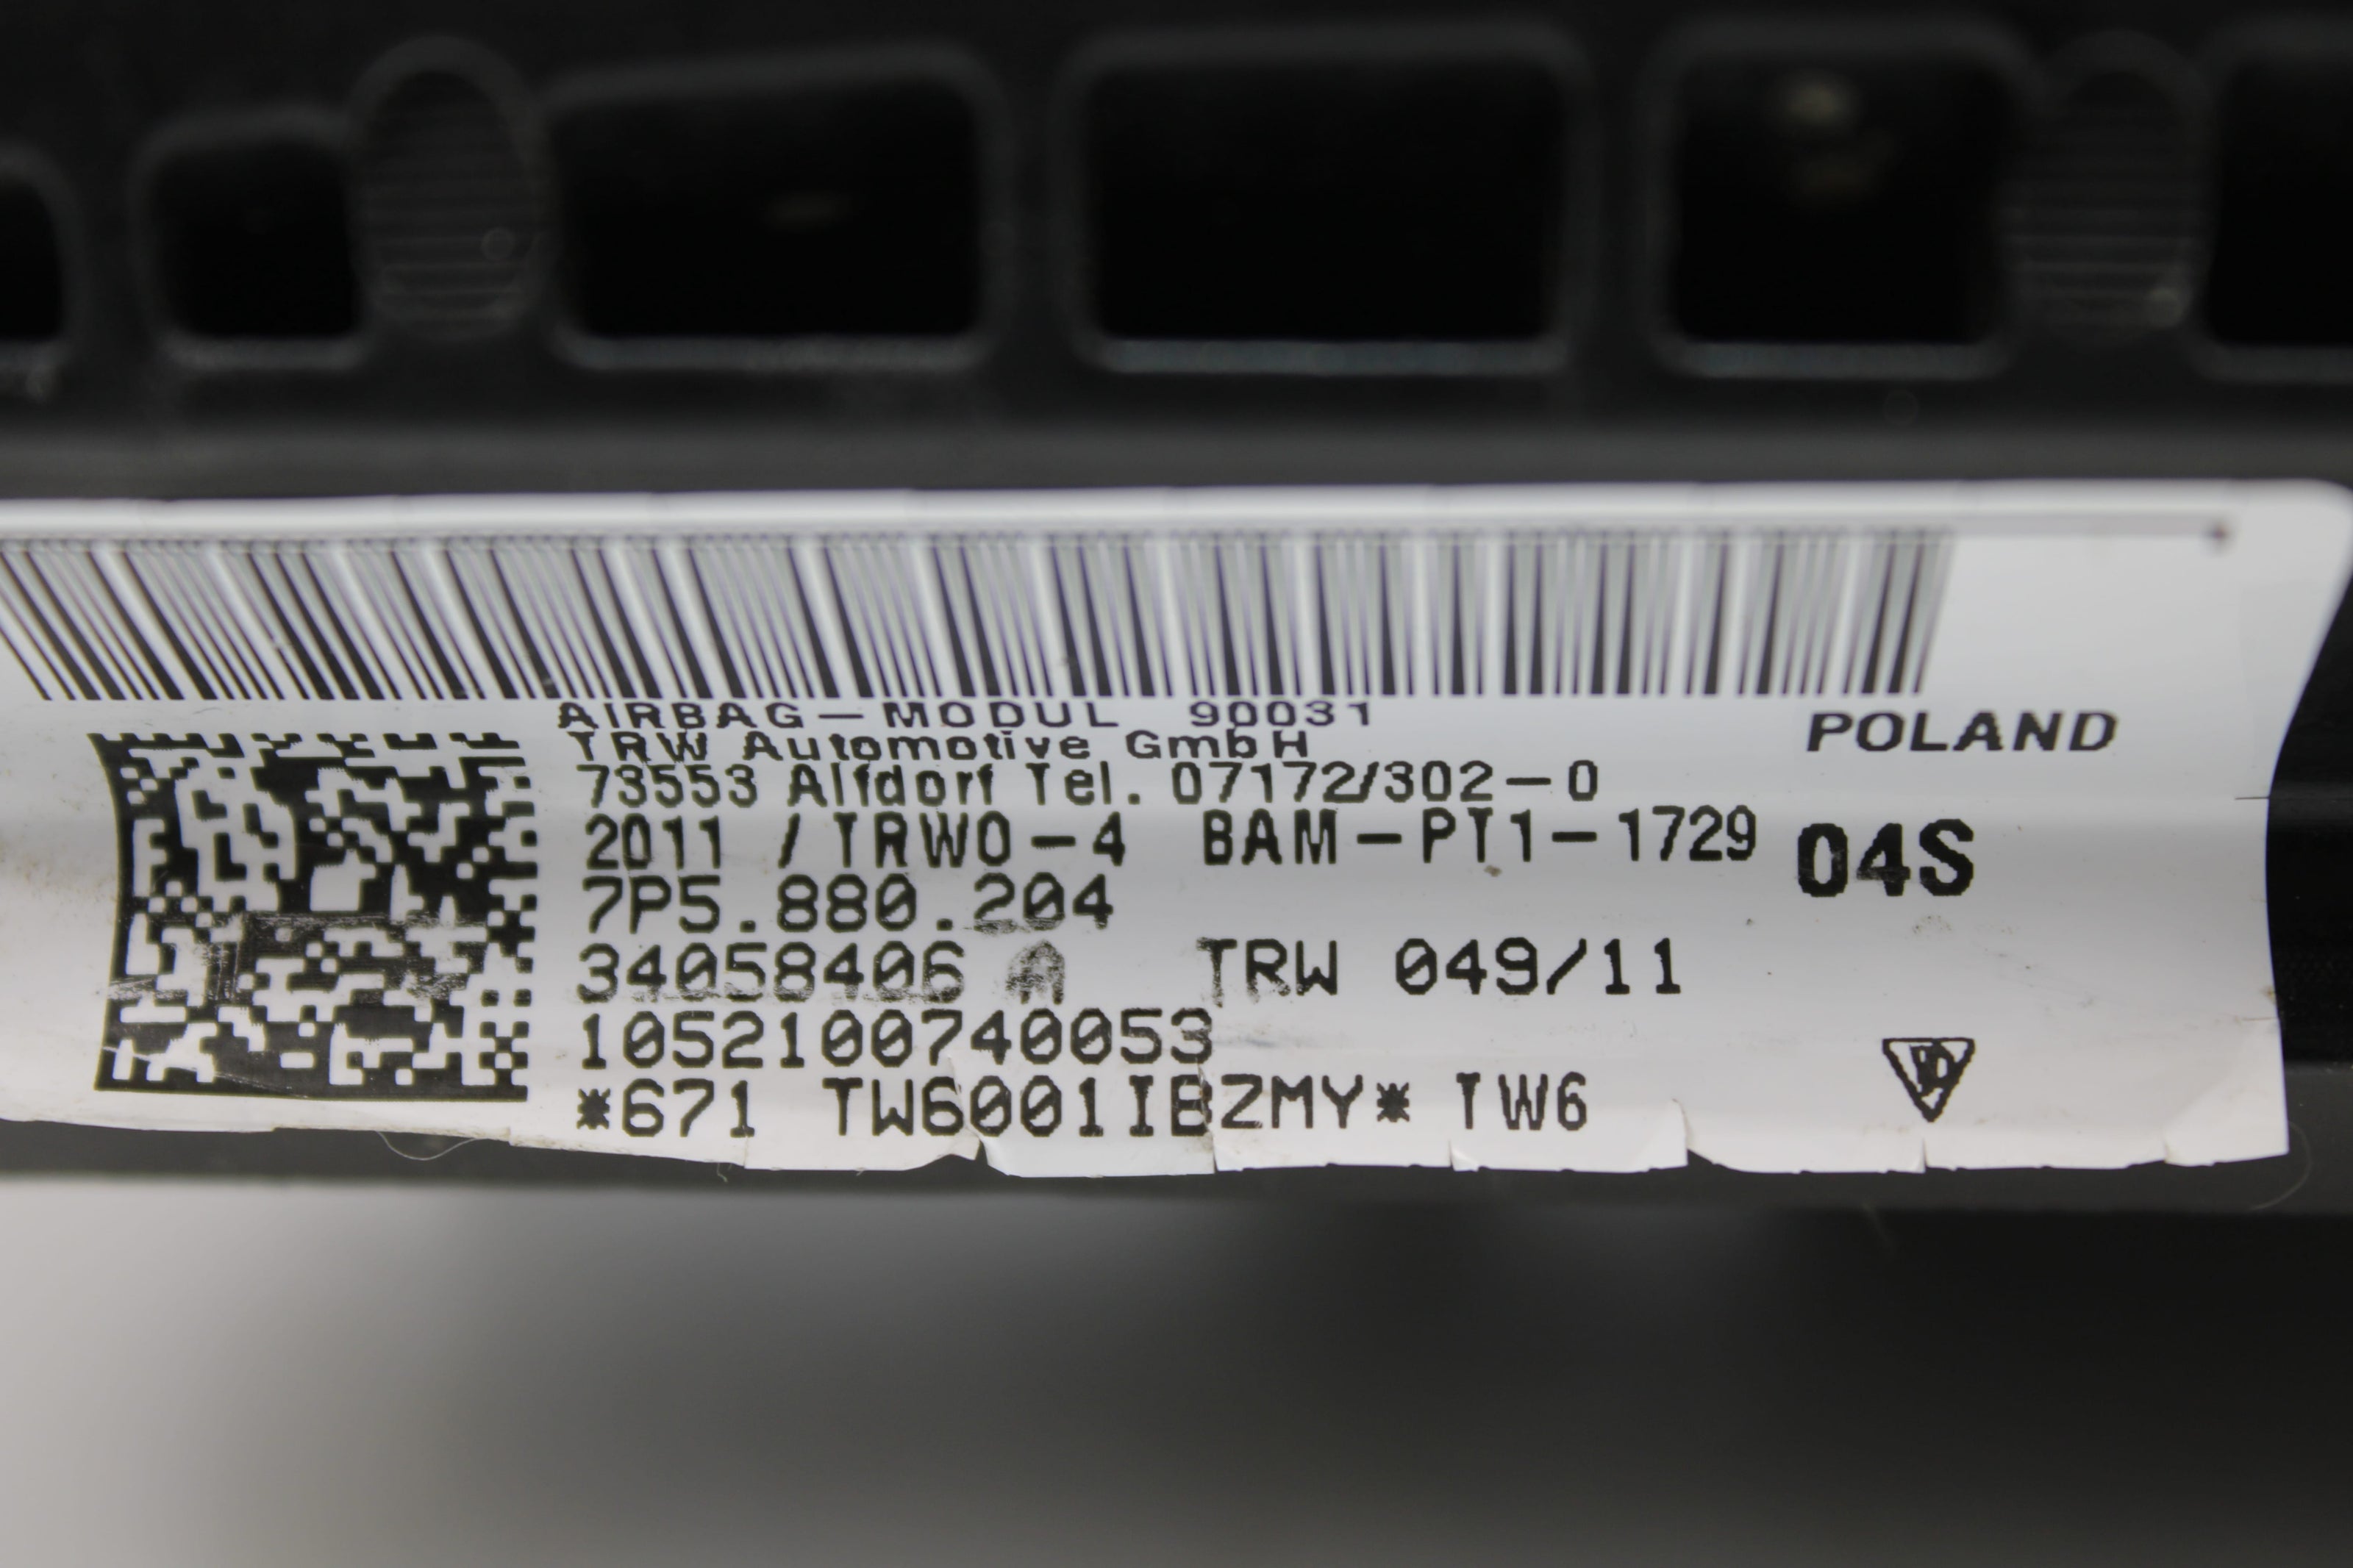 AIRBAG-MODUL 90031
POLAND
TRW Automotive GmbH
73553 Alfdorf Tel. 07172/302-0
2011 / TRWO-4 BAM-PT1-1729 04S
7P5.880.204
34058406 A TRW 049/11
1052100740053
*671 TW6001IBZMY* TW6